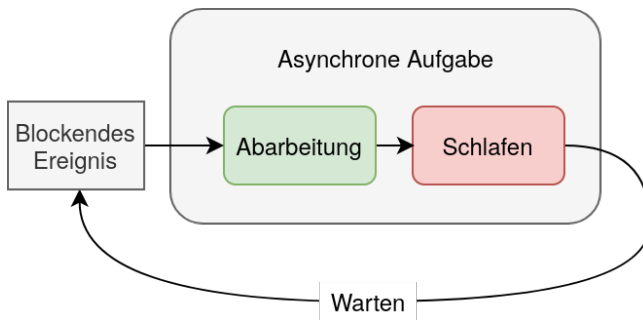 Asynchrone Aufgabe
Blockendes
Ereignis
Abarbeitung
Schlafen
Warten